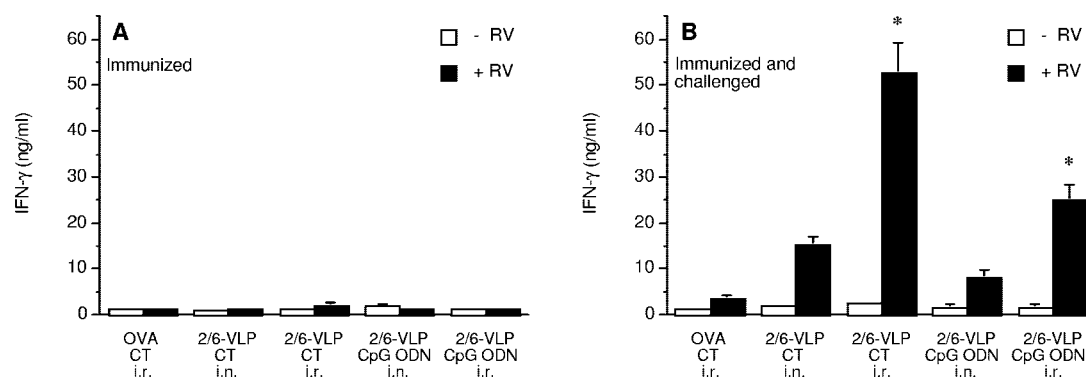 A
Immunized
- RV
+ RV
IFN-γ (ng/ml)
60
50
40
30
20
10
0
OVA 2/6-VLP 2/6-VLP 2/6-VLP 2/6-VLP
CT CT CT CpG ODN CpG ODN
i.r. i.n. i.r. i.n. i.r.
B
Immunized and
challenged
- RV
+ RV
IFN-γ (ng/ml)
60
50
40
30
20
10
0
*
*
OVA 2/6-VLP 2/6-VLP 2/6-VLP 2/6-VLP
CT CT CT CpG ODN CpG ODN
i.r. i.n. i.r. i.n. i.r.